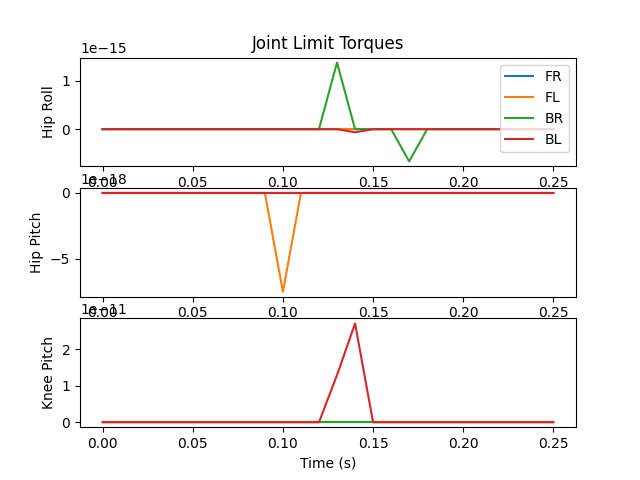 Joint Limit Torques
1e−15
Hip Roll
1
0
FR
FL
BR
BL
0.00 0.05 0.10 0.15 0.20 0.25
1e−18
Hip Pitch
0
−5
0.00 0.05 0.10 0.15 0.20 0.25
1e−11
Knee Pitch
2
1
0
0.00 0.05 0.10 0.15 0.20 0.25
Time (s)